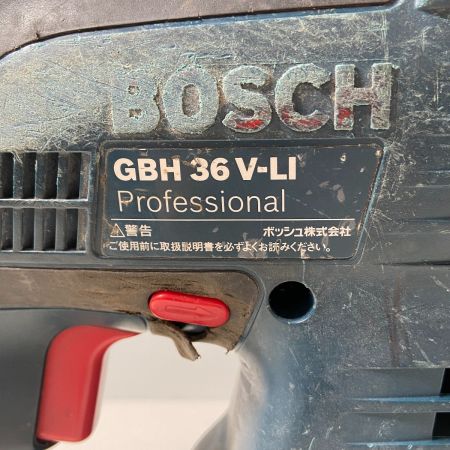 BOSCH
GBH 36 V-LI
Professional
⚠警告 ボッシュ株式会社
ご使用前に取扱説明書を必ずよくお読みください。